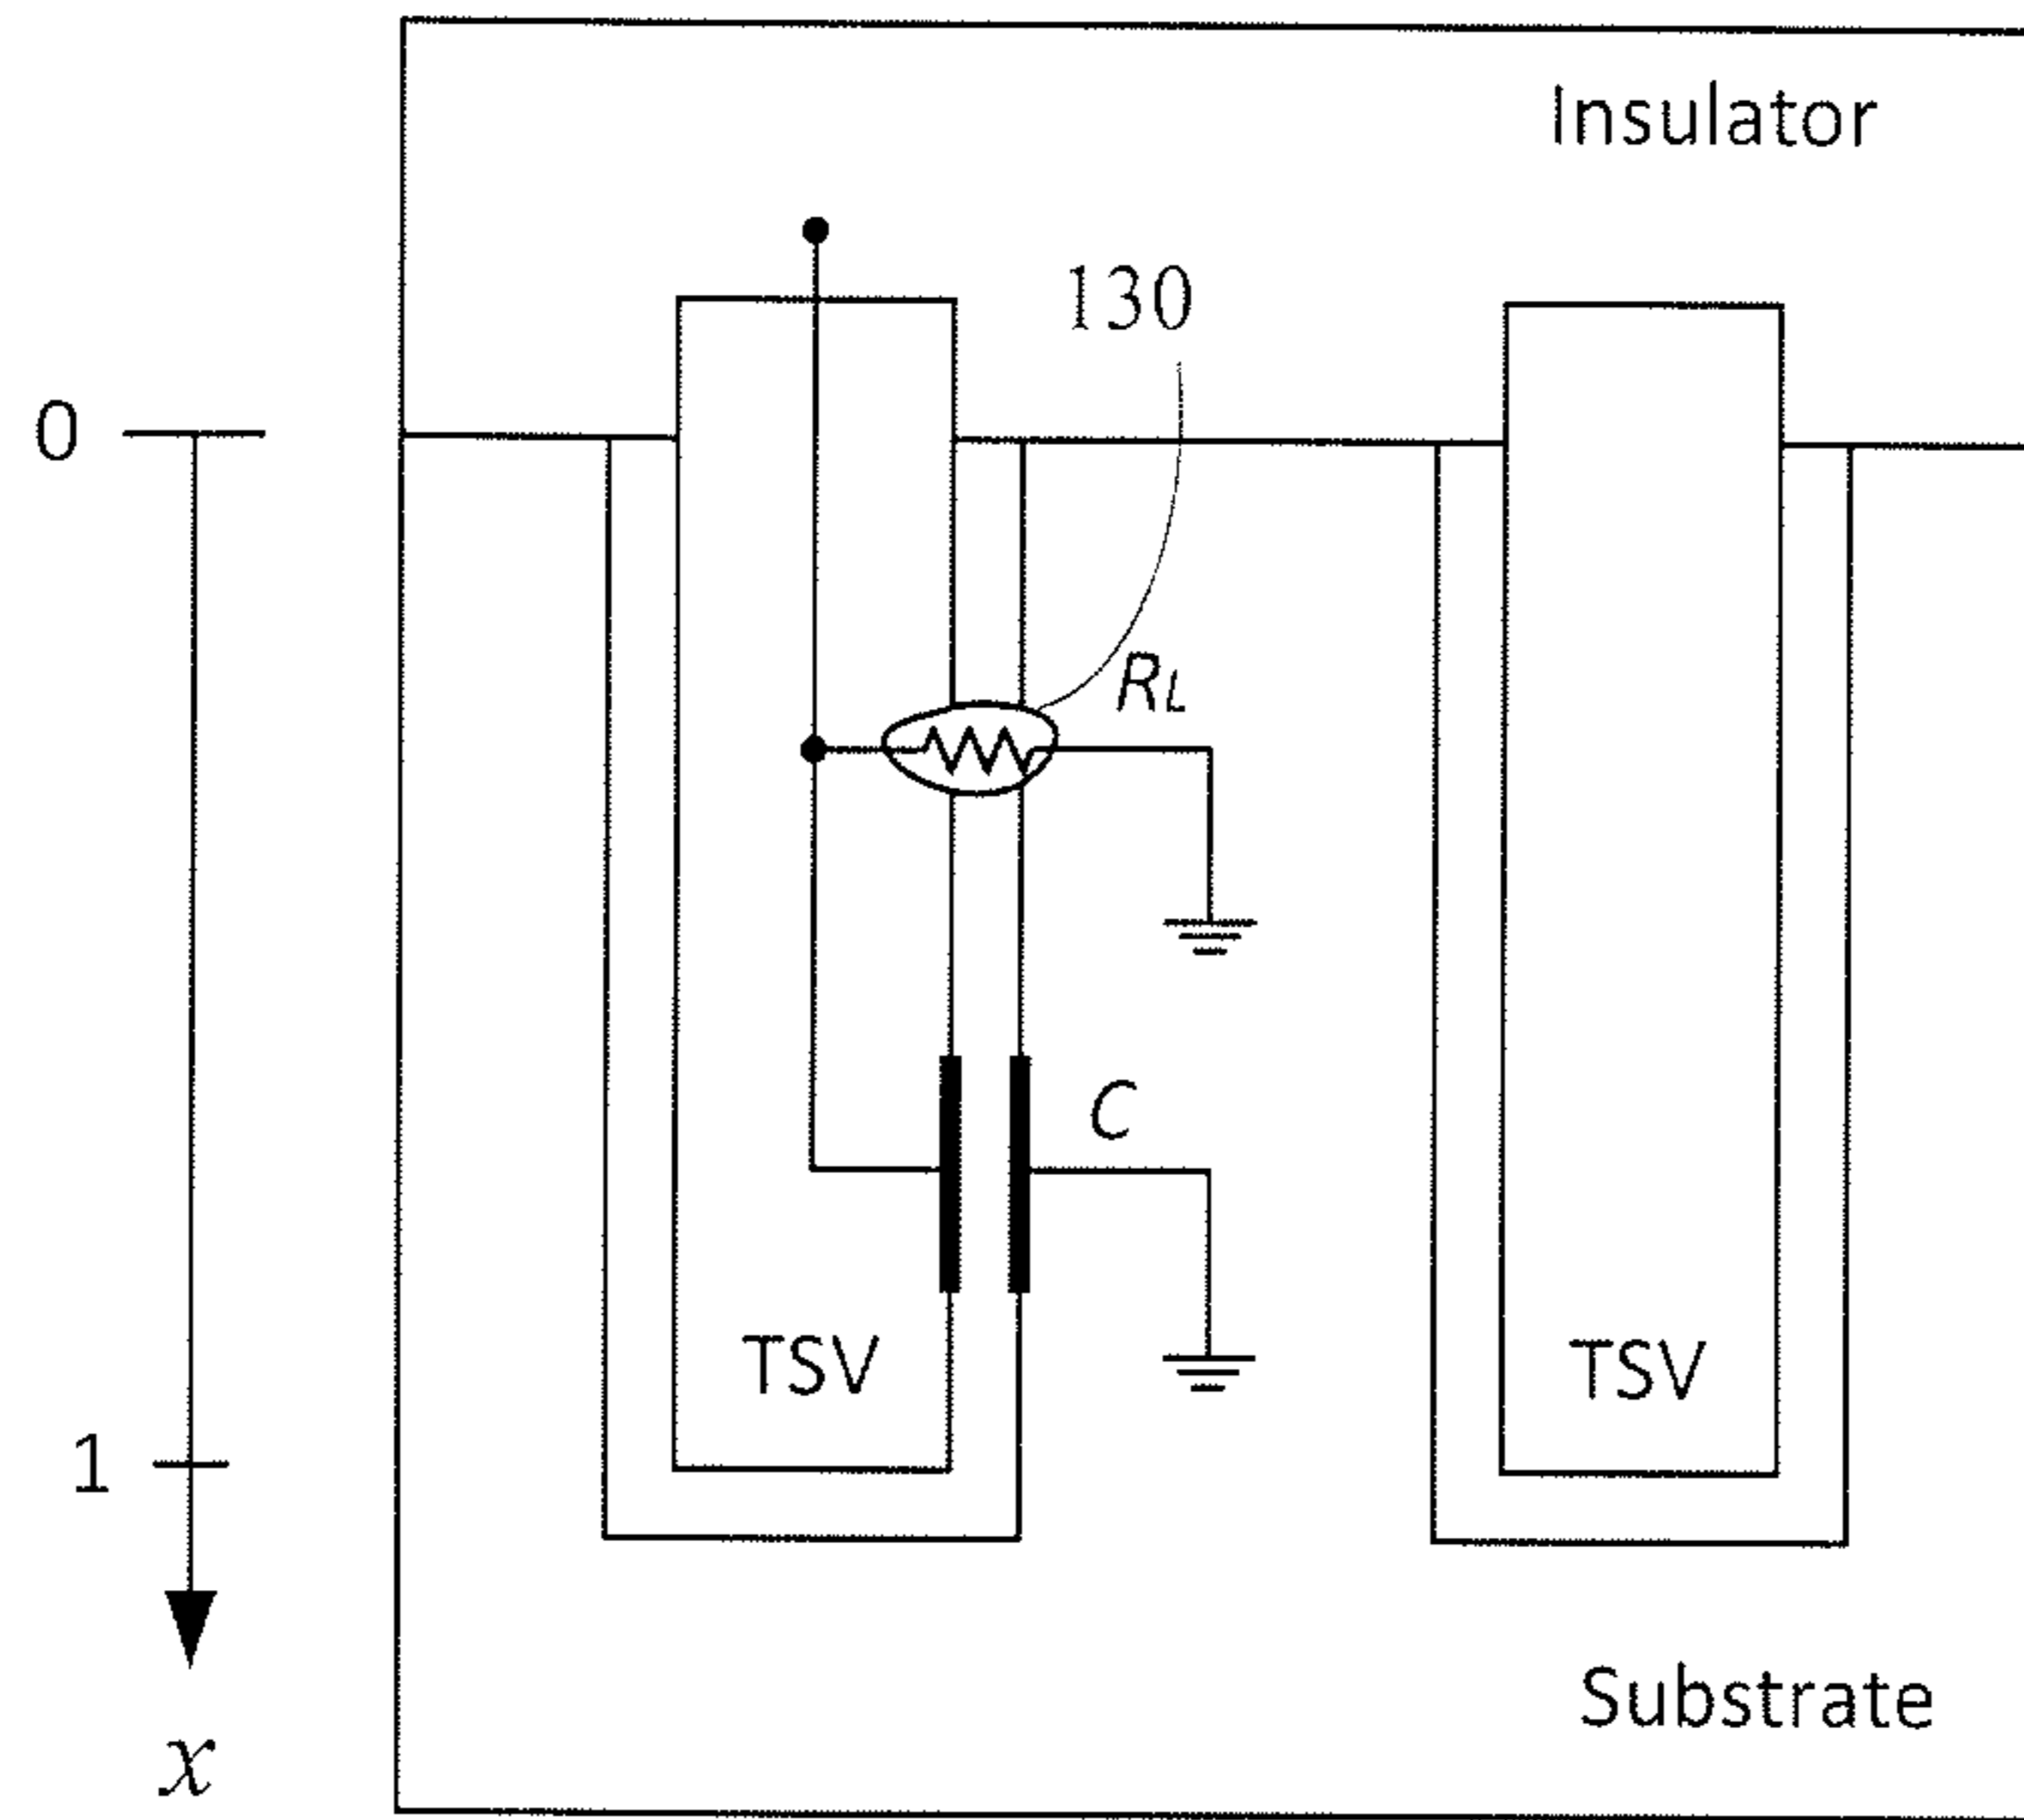 Insulator
130
0
RL
C
TSV
TSV
1
Substrate
x